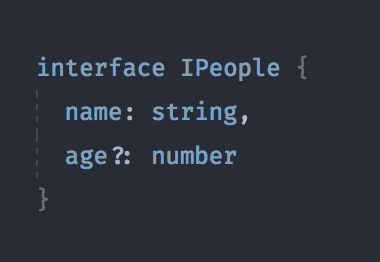 interface IPeople {
name: string,
age?: number
}